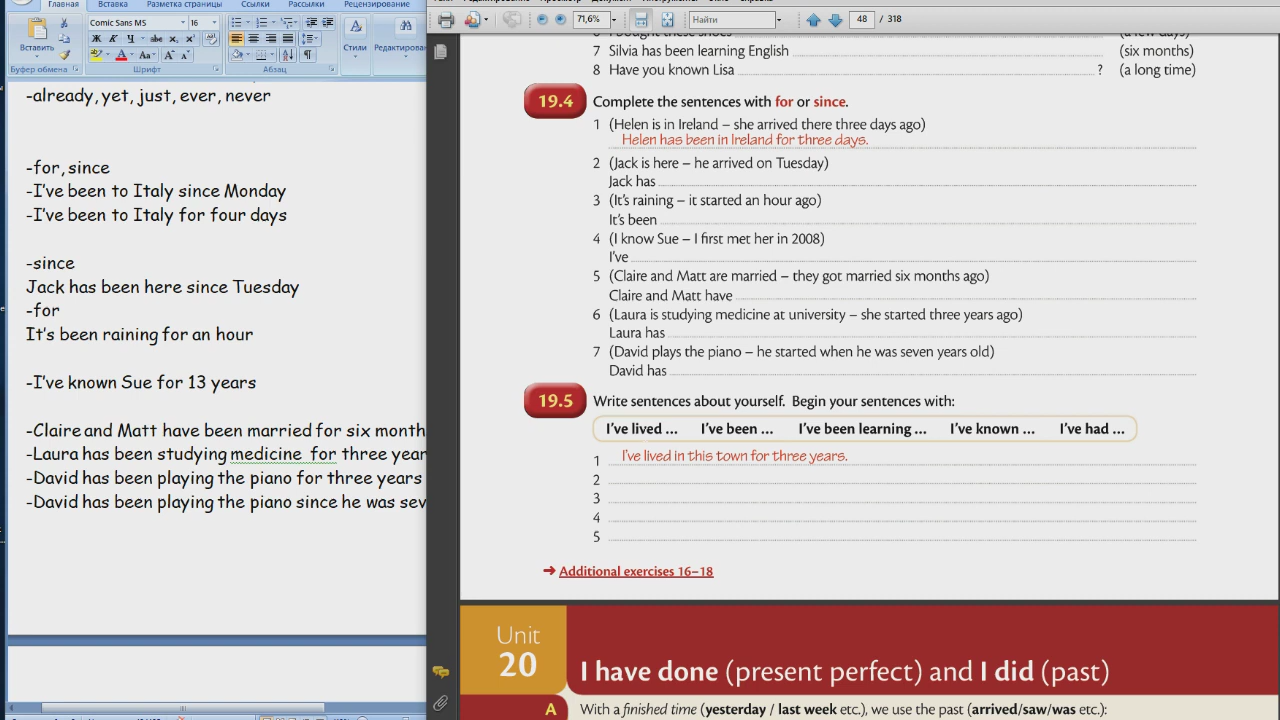 Главная Вставка Разметка страницы Ссылки Рассылки Рецензирование
Comic Sans MS 16
Вставить
Стили
Буфер обмена Шрифт Абзац
-already, yet, just, ever, never
-for, since
-I've been to Italy since Monday
-I've been to Italy for four days
-since
Jack has been here since Tuesday
-for
It's been raining for an hour
-I've known Sue for 13 years
-Claire and Matt have been married for six month
-Laura has been studying medicine for three year
-David has been playing the piano for three years
-David has been playing the piano since he was sev
71,6% Найти 48 / 318
7 Silvia has been learning English (six months)
8 Have you known Lisa ? (a long time)
19.4 Complete the sentences with for or since.
1 (Helen is in Ireland – she arrived there three days ago)
Helen has been in Ireland for three days.
2 (Jack is here – he arrived on Tuesday)
Jack has
3 (It's raining – it started an hour ago)
It's been
4 (I know Sue – I first met her in 2008)
I've
5 (Claire and Matt are married – they got married six months ago)
Claire and Matt have
6 (Laura is studying medicine at university – she started three years ago)
Laura has
7 (David plays the piano – he started when he was seven years old)
David has
19.5 Write sentences about yourself. Begin your sentences with:
I've lived ... I've been ... I've been learning ... I've known ... I've had ...
1 I've lived in this town for three years.
2
3
4
5
➔ Additional exercises 16–18
Unit
20
I have done (present perfect) and I did (past)
A With a finished time (yesterday / last week etc.), we use the past (arrived/saw/was etc.):